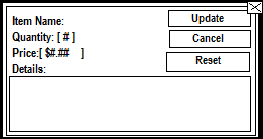 Item Name:
Update
Quantity: [ # ]
Cancel
Price:[ $#.## ]
Reset
Details: